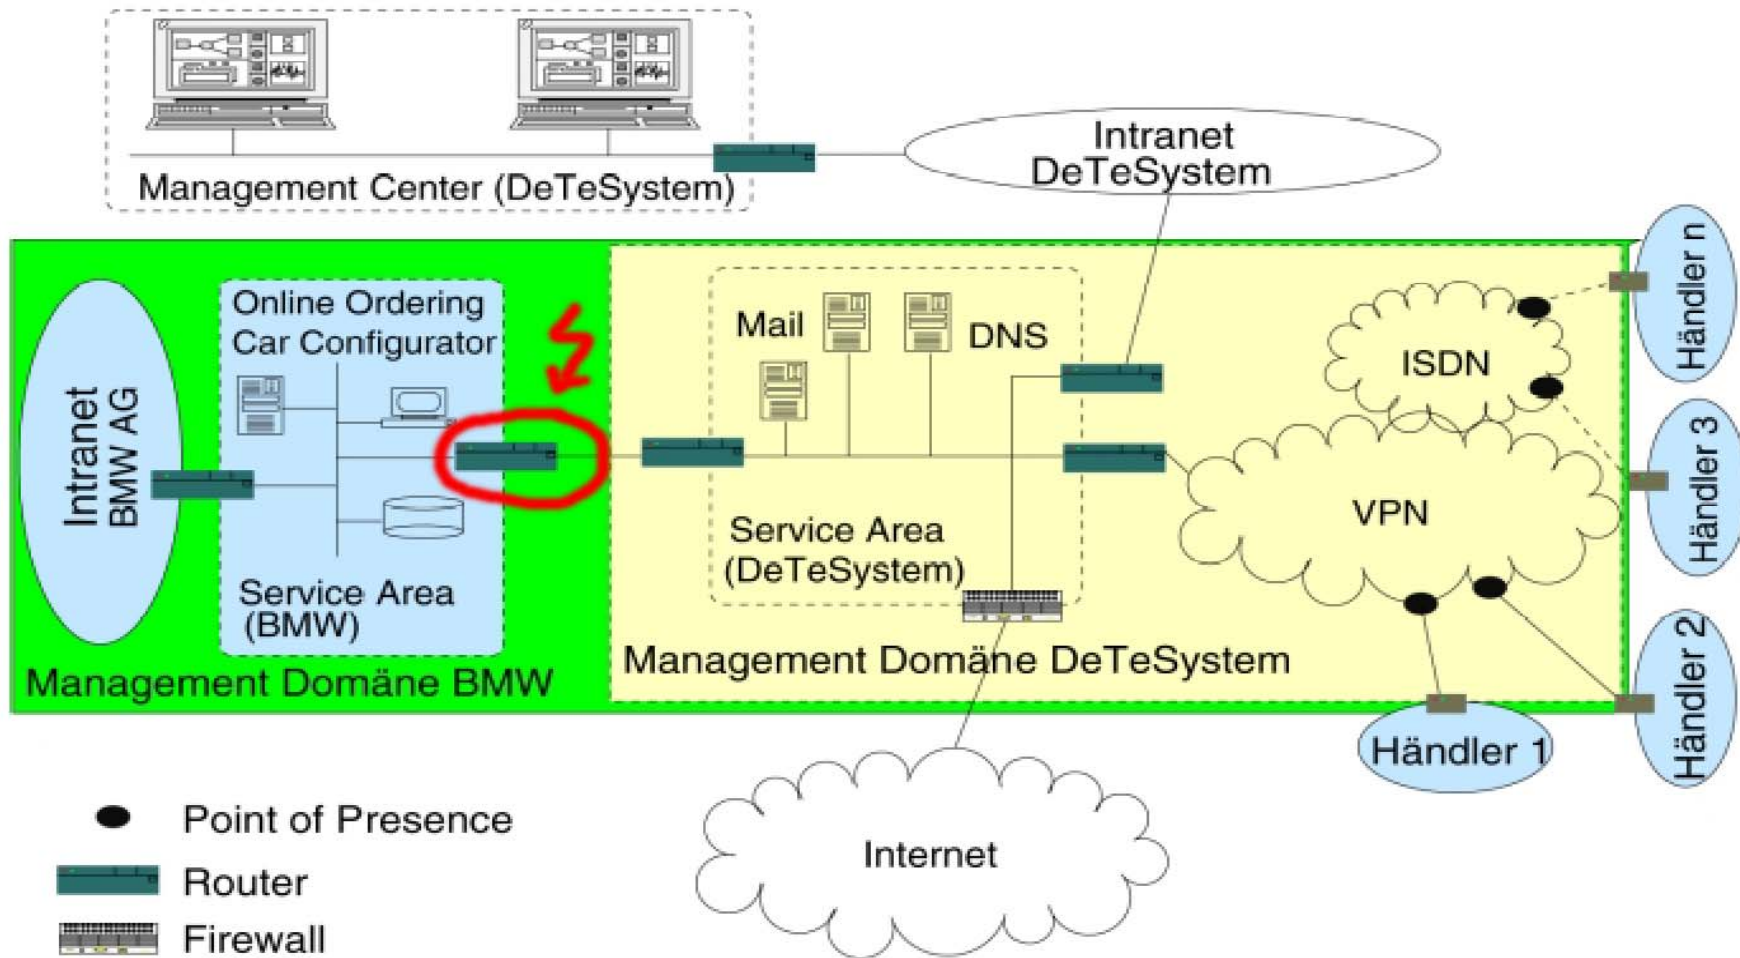 Management Center (DeTeSystem)
Intranet
DeTeSystem
Intranet
BMW AG
Online Ordering
Car Configurator
Service Area
(BMW)
Management Domäne BMW
Mail
DNS
Service Area
(DeTeSystem)
Management Domäne DeTeSystem
ISDN
VPN
Händler n
Händler 3
Händler 2
Händler 1
Internet
Point of Presence
Router
Firewall